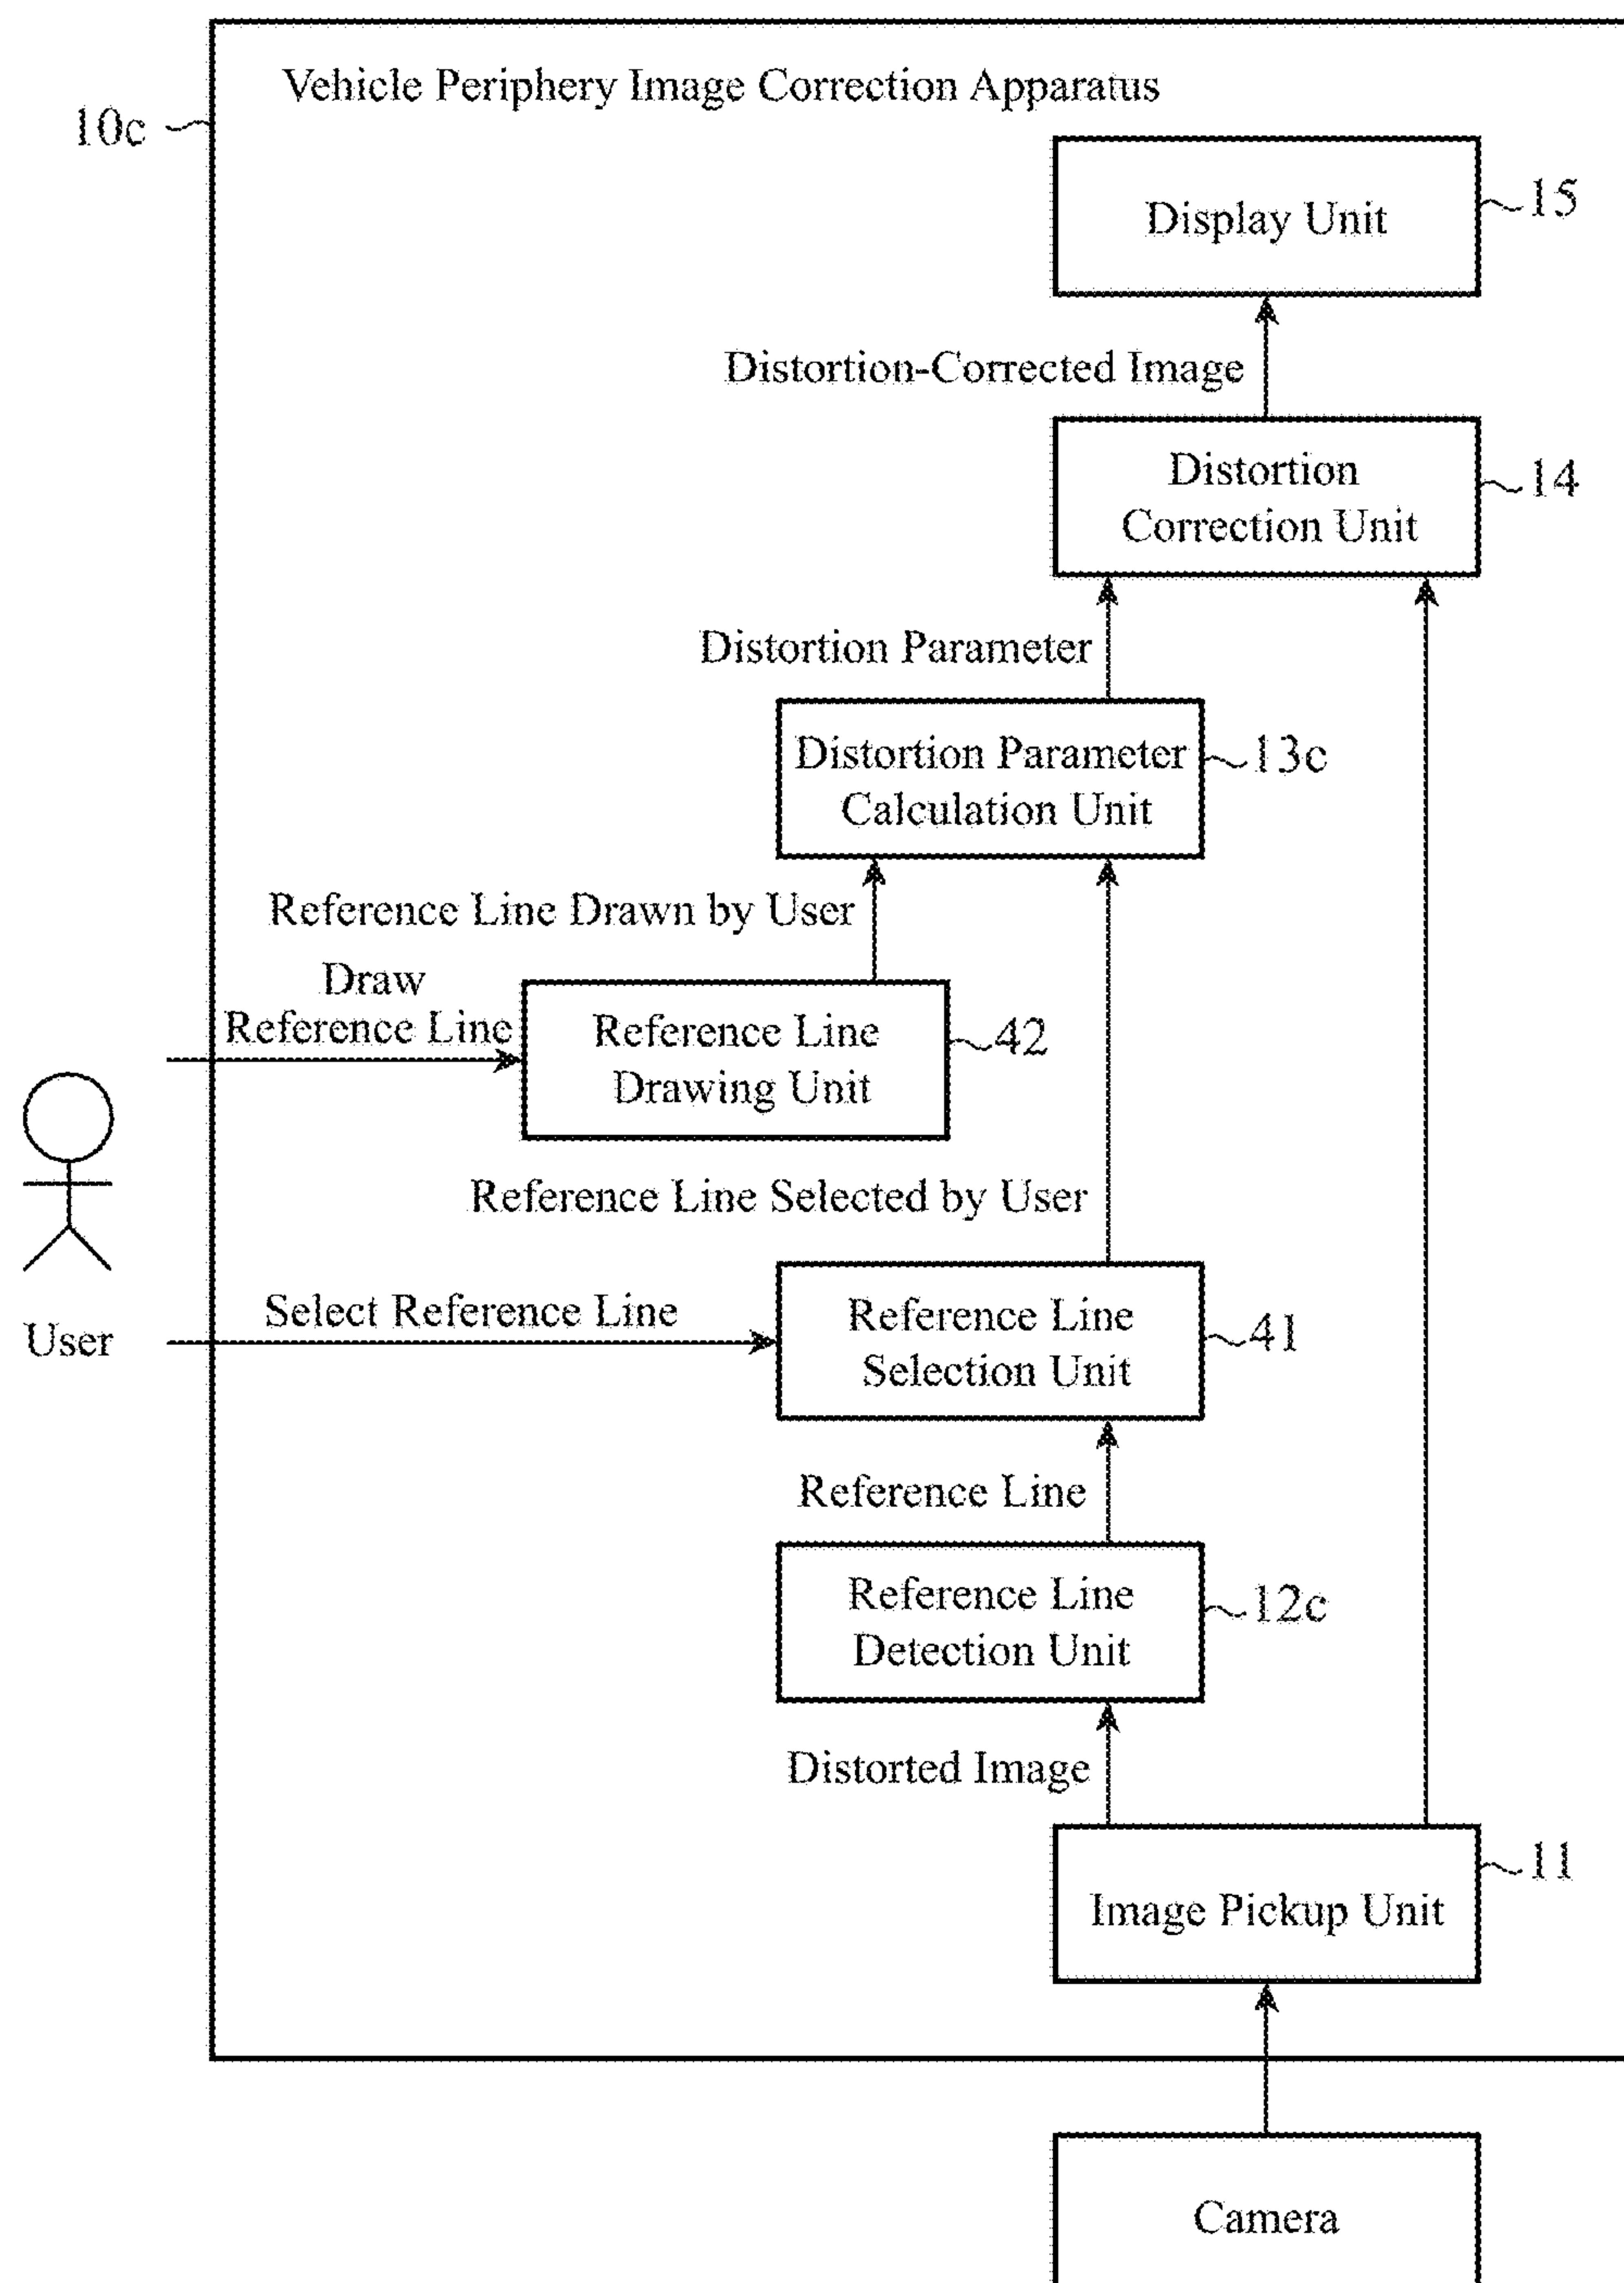 Vehicle Periphery Image Correction Apparatus
10c
Display Unit
15
Distortion-Corrected Image
Distortion
Correction Unit
14
Distortion Parameter
Distortion Parameter
Calculation Unit
13c
Reference Line Drawn by User
Draw
Reference Line
Reference Line
Drawing Unit
42
Reference Line Selected by User
User
Select Reference Line
Reference Line
Selection Unit
41
Reference Line
Reference Line
Detection Unit
12c
Distorted Image
Image Pickup Unit
11
Camera